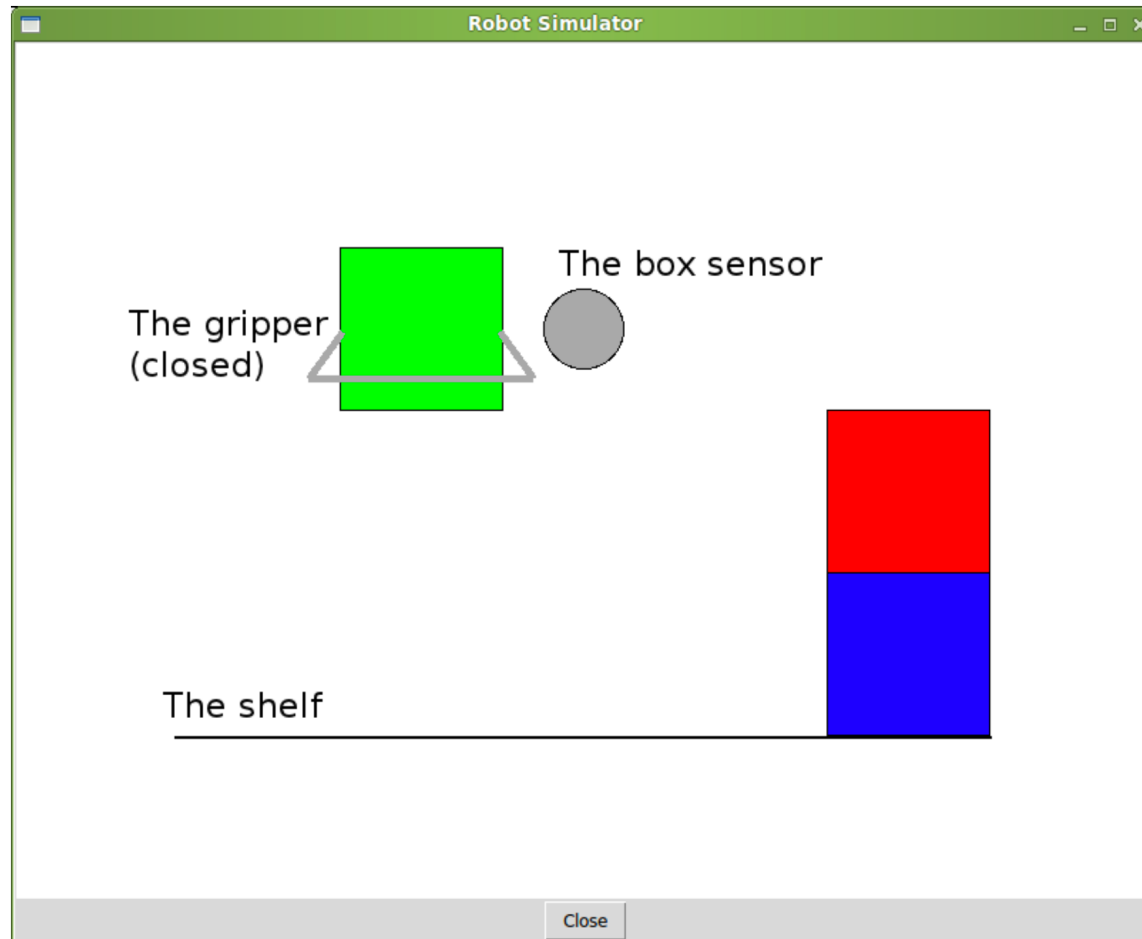 Robot Simulator
The box sensor
The gripper
(closed)
The shelf
Close